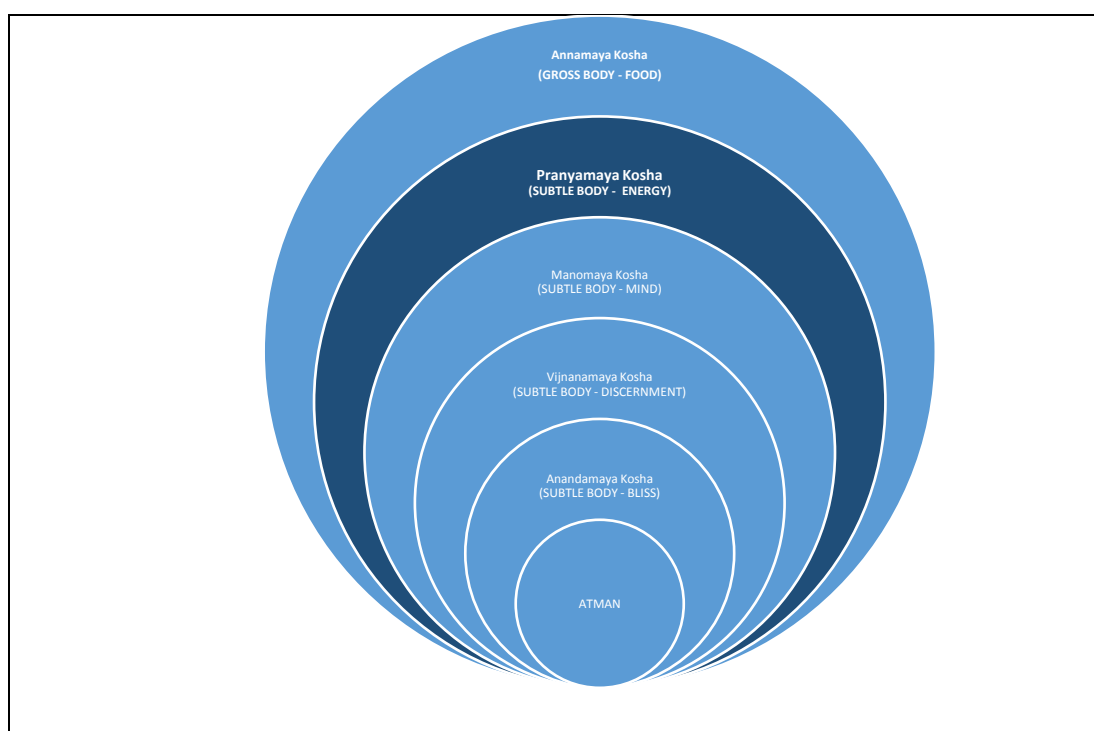 Annamaya Kosha
(GROSS BODY - FOOD)
Pranyamaya Kosha
(SUBTLE BODY - ENERGY)
Manomaya Kosha
(SUBTLE BODY - MIND)
Vijnanamaya Kosha
(SUBTLE BODY - DISCERNMENT)
Anandamaya Kosha
(SUBTLE BODY - BLISS)
ATMAN